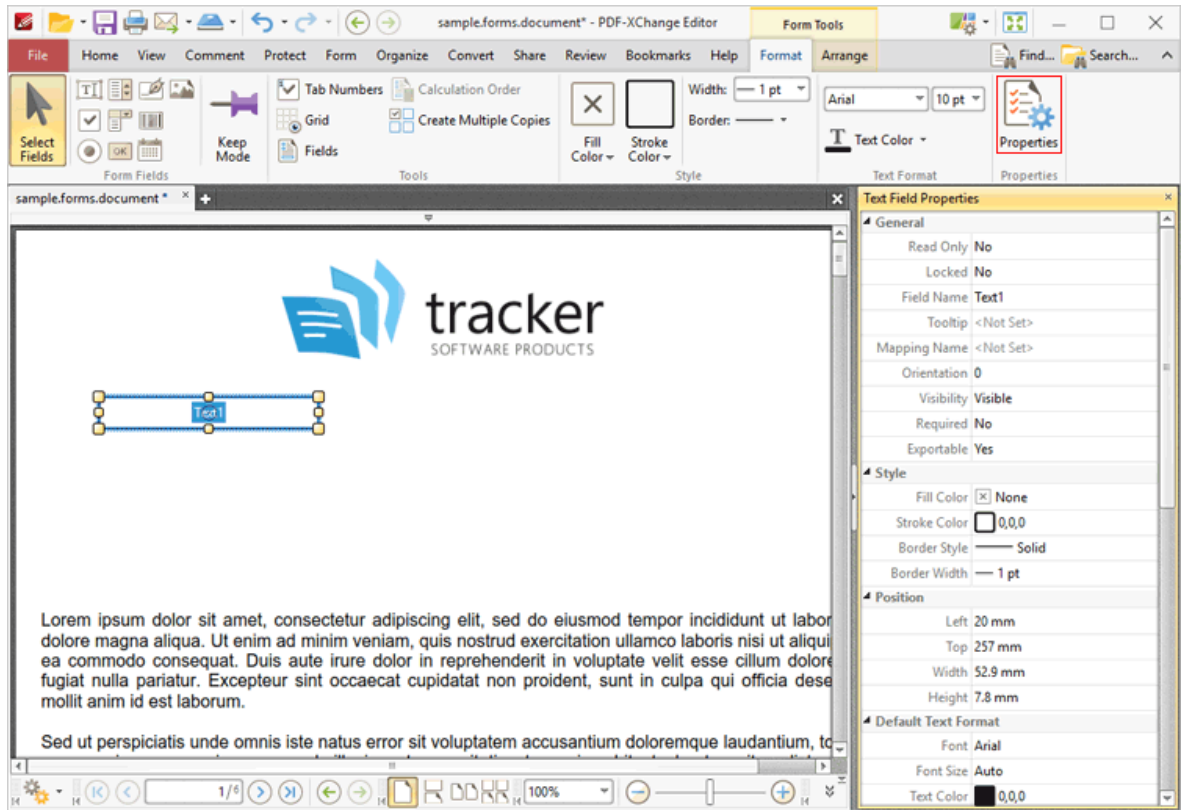 sample.forms.document* - PDF-XChange Editor
Form Tools
File Home View Comment Protect Form Organize Convert Share Review Bookmarks Help Format Arrange Find... Search...
Select Fields
OK
Keep Mode
Form Fields
Tab Numbers Calculation Order
Grid Create Multiple Copies
Fields
Tools
Fill Color
Stroke Color
Width: 1 pt
Border:
Style
Arial 10 pt
Text Color
Text Format
Properties
Properties
sample.forms.document *
tracker
SOFTWARE PRODUCTS
Text1
Lorem ipsum dolor sit amet, consectetur adipiscing elit, sed do eiusmod tempor incididunt ut labor
dolore magna aliqua. Ut enim ad minim veniam, quis nostrud exercitation ullamco laboris nisi ut aliqui
ea commodo consequat. Duis aute irure dolor in reprehenderit in voluptate velit esse cillum dolore
fugiat nulla pariatur. Excepteur sint occaecat cupidatat non proident, sunt in culpa qui officia dese
mollit anim id est laborum.
Sed ut perspiciatis unde omnis iste natus error sit voluptatem accusantium doloremque laudantium, to
1/6
100%
Text Field Properties
General
Read Only No
Locked No
Field Name Text1
Tooltip <Not Set>
Mapping Name <Not Set>
Orientation 0
Visibility Visible
Required No
Exportable Yes
Style
Fill Color None
Stroke Color 0,0,0
Border Style Solid
Border Width 1 pt
Position
Left 20 mm
Top 257 mm
Width 52.9 mm
Height 7.8 mm
Default Text Format
Font Arial
Font Size Auto
Text Color 0,0,0